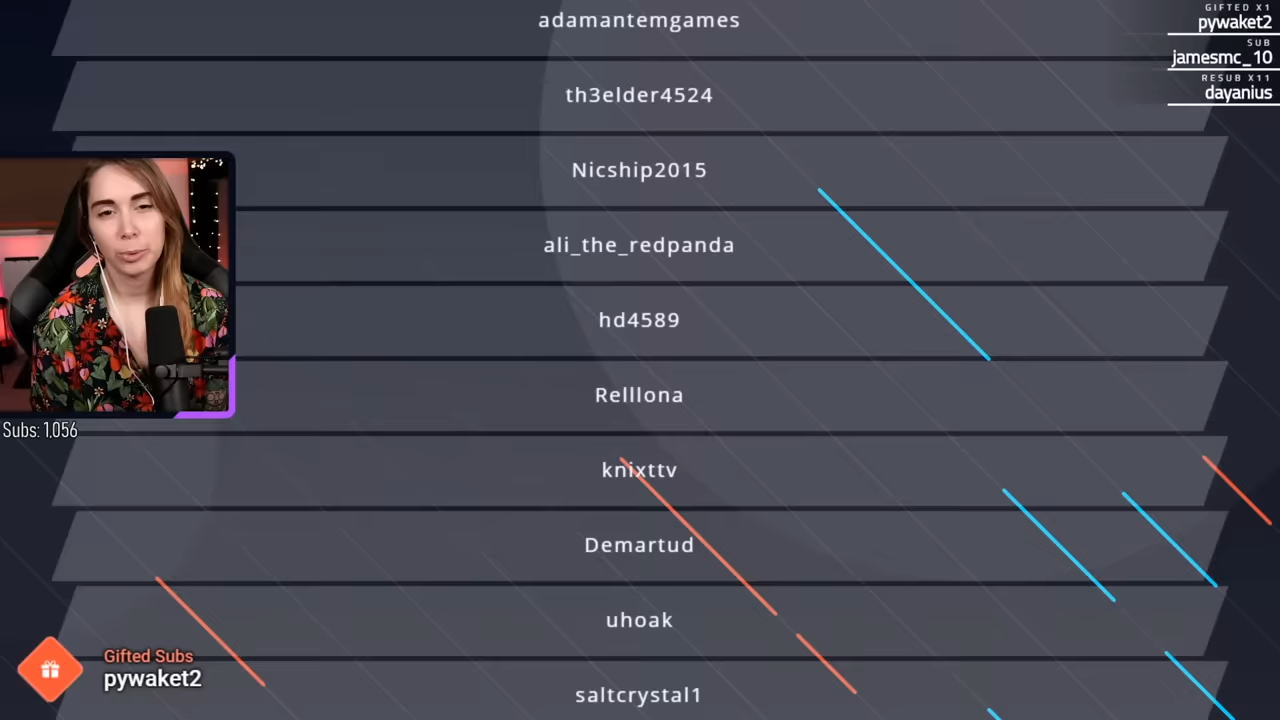 adamantemgames
GIFTED X1
pywaket2
SUB
jamesmc_10
RESUB X11
dayanius
th3elder4524
Nicship2015
ali_the_redpanda
hd4589
Relllona
Subs: 1,056
knixttv
Demartud
uhoak
Gifted Subs
pywaket2
saltcrystal1